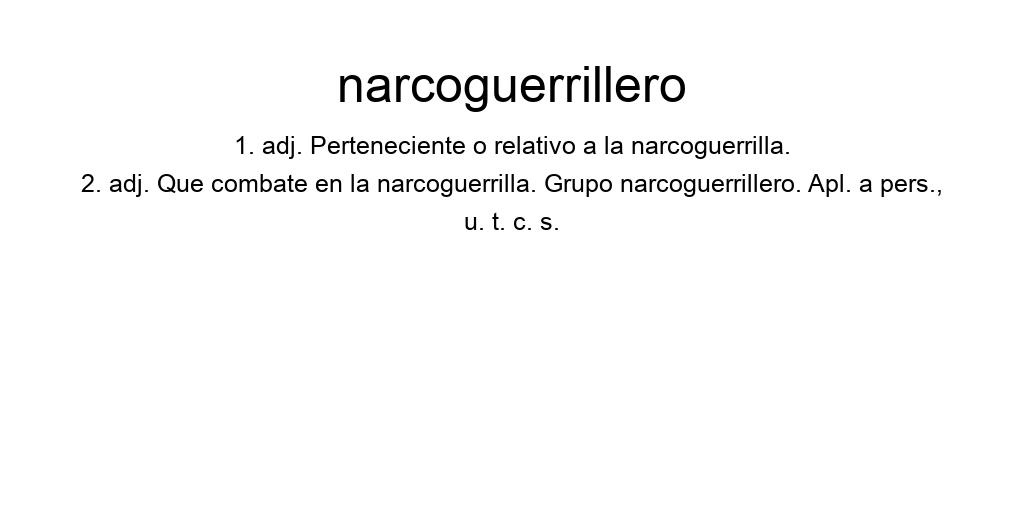 narcoguerrillero
1. adj. Perteneciente o relativo a la narcoguerrilla.
2. adj. Que combate en la narcoguerrilla. Grupo narcoguerrillero. Apl. a pers.,
u. t. c. s.